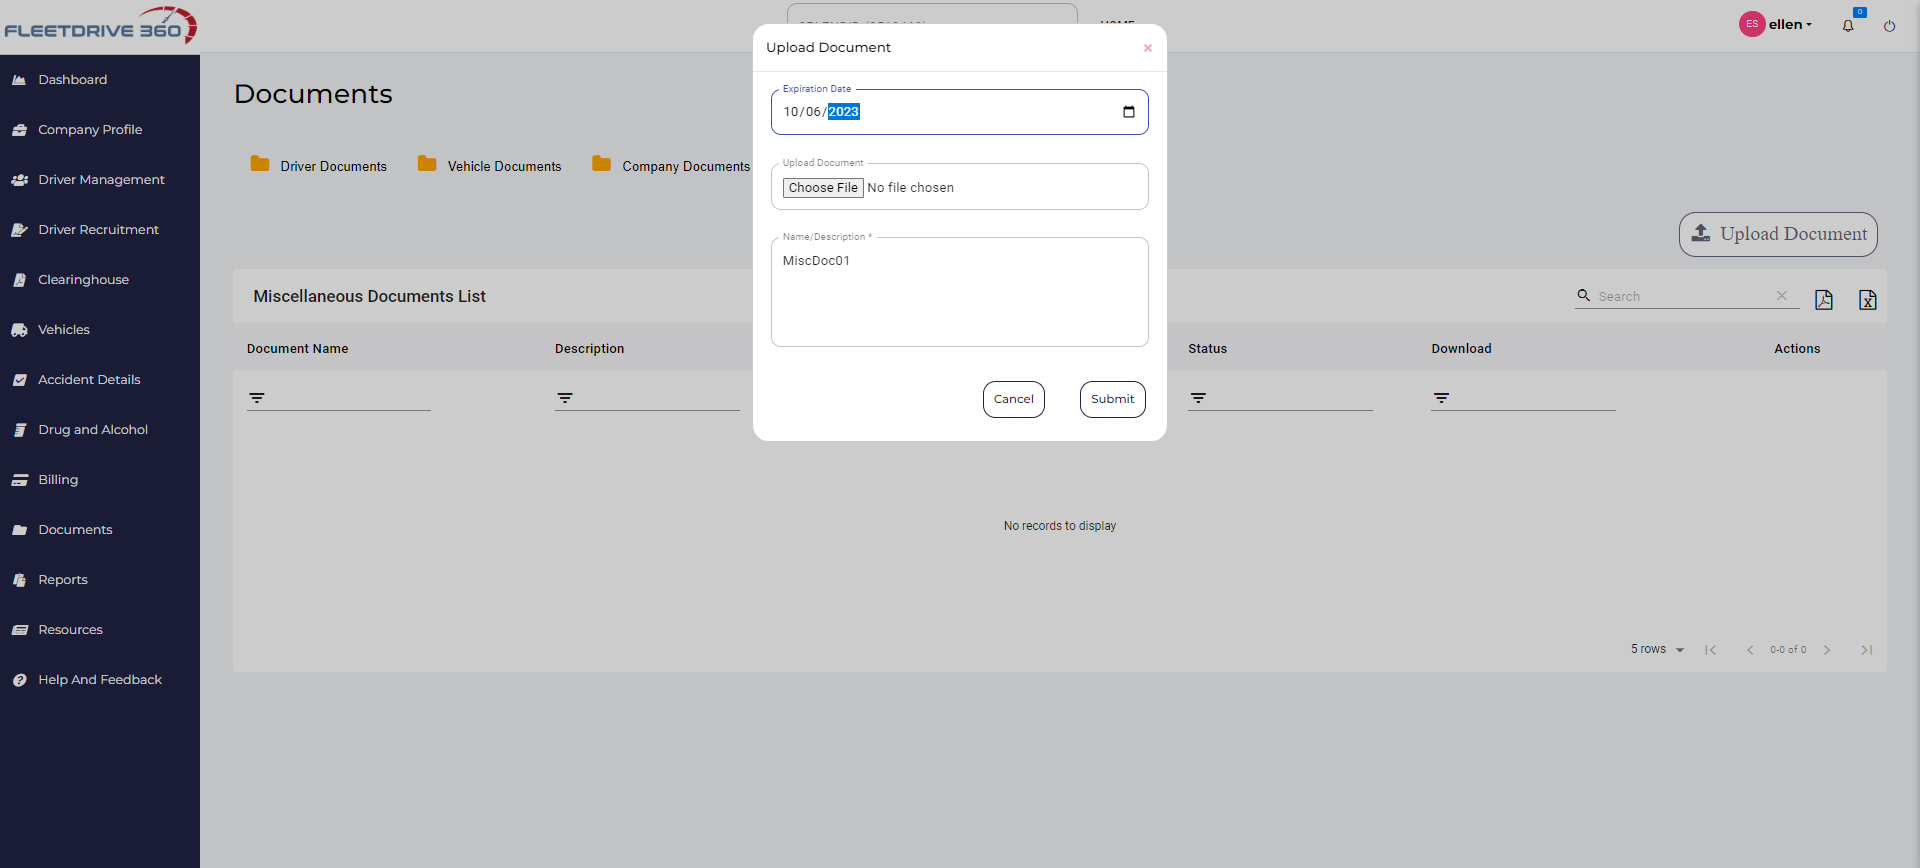 FLEETDRIVE 360
HOME
ES ellen
0
Dashboard
Company Profile
Driver Management
Driver Recruitment
Clearinghouse
Vehicles
Accident Details
Drug and Alcohol
Billing
Documents
Reports
Resources
Help And Feedback
Documents
Driver Documents
Vehicle Documents
Company Documents
Upload Document
Miscellaneous Documents List
Search
Document Name
Description
Status
Download
Actions
No records to display
5 rows
0-0 of 0
Upload Document
Expiration Date
10/06/2023
Upload Document
Choose File No file chosen
Name/Description *
MiscDoc01
Cancel
Submit